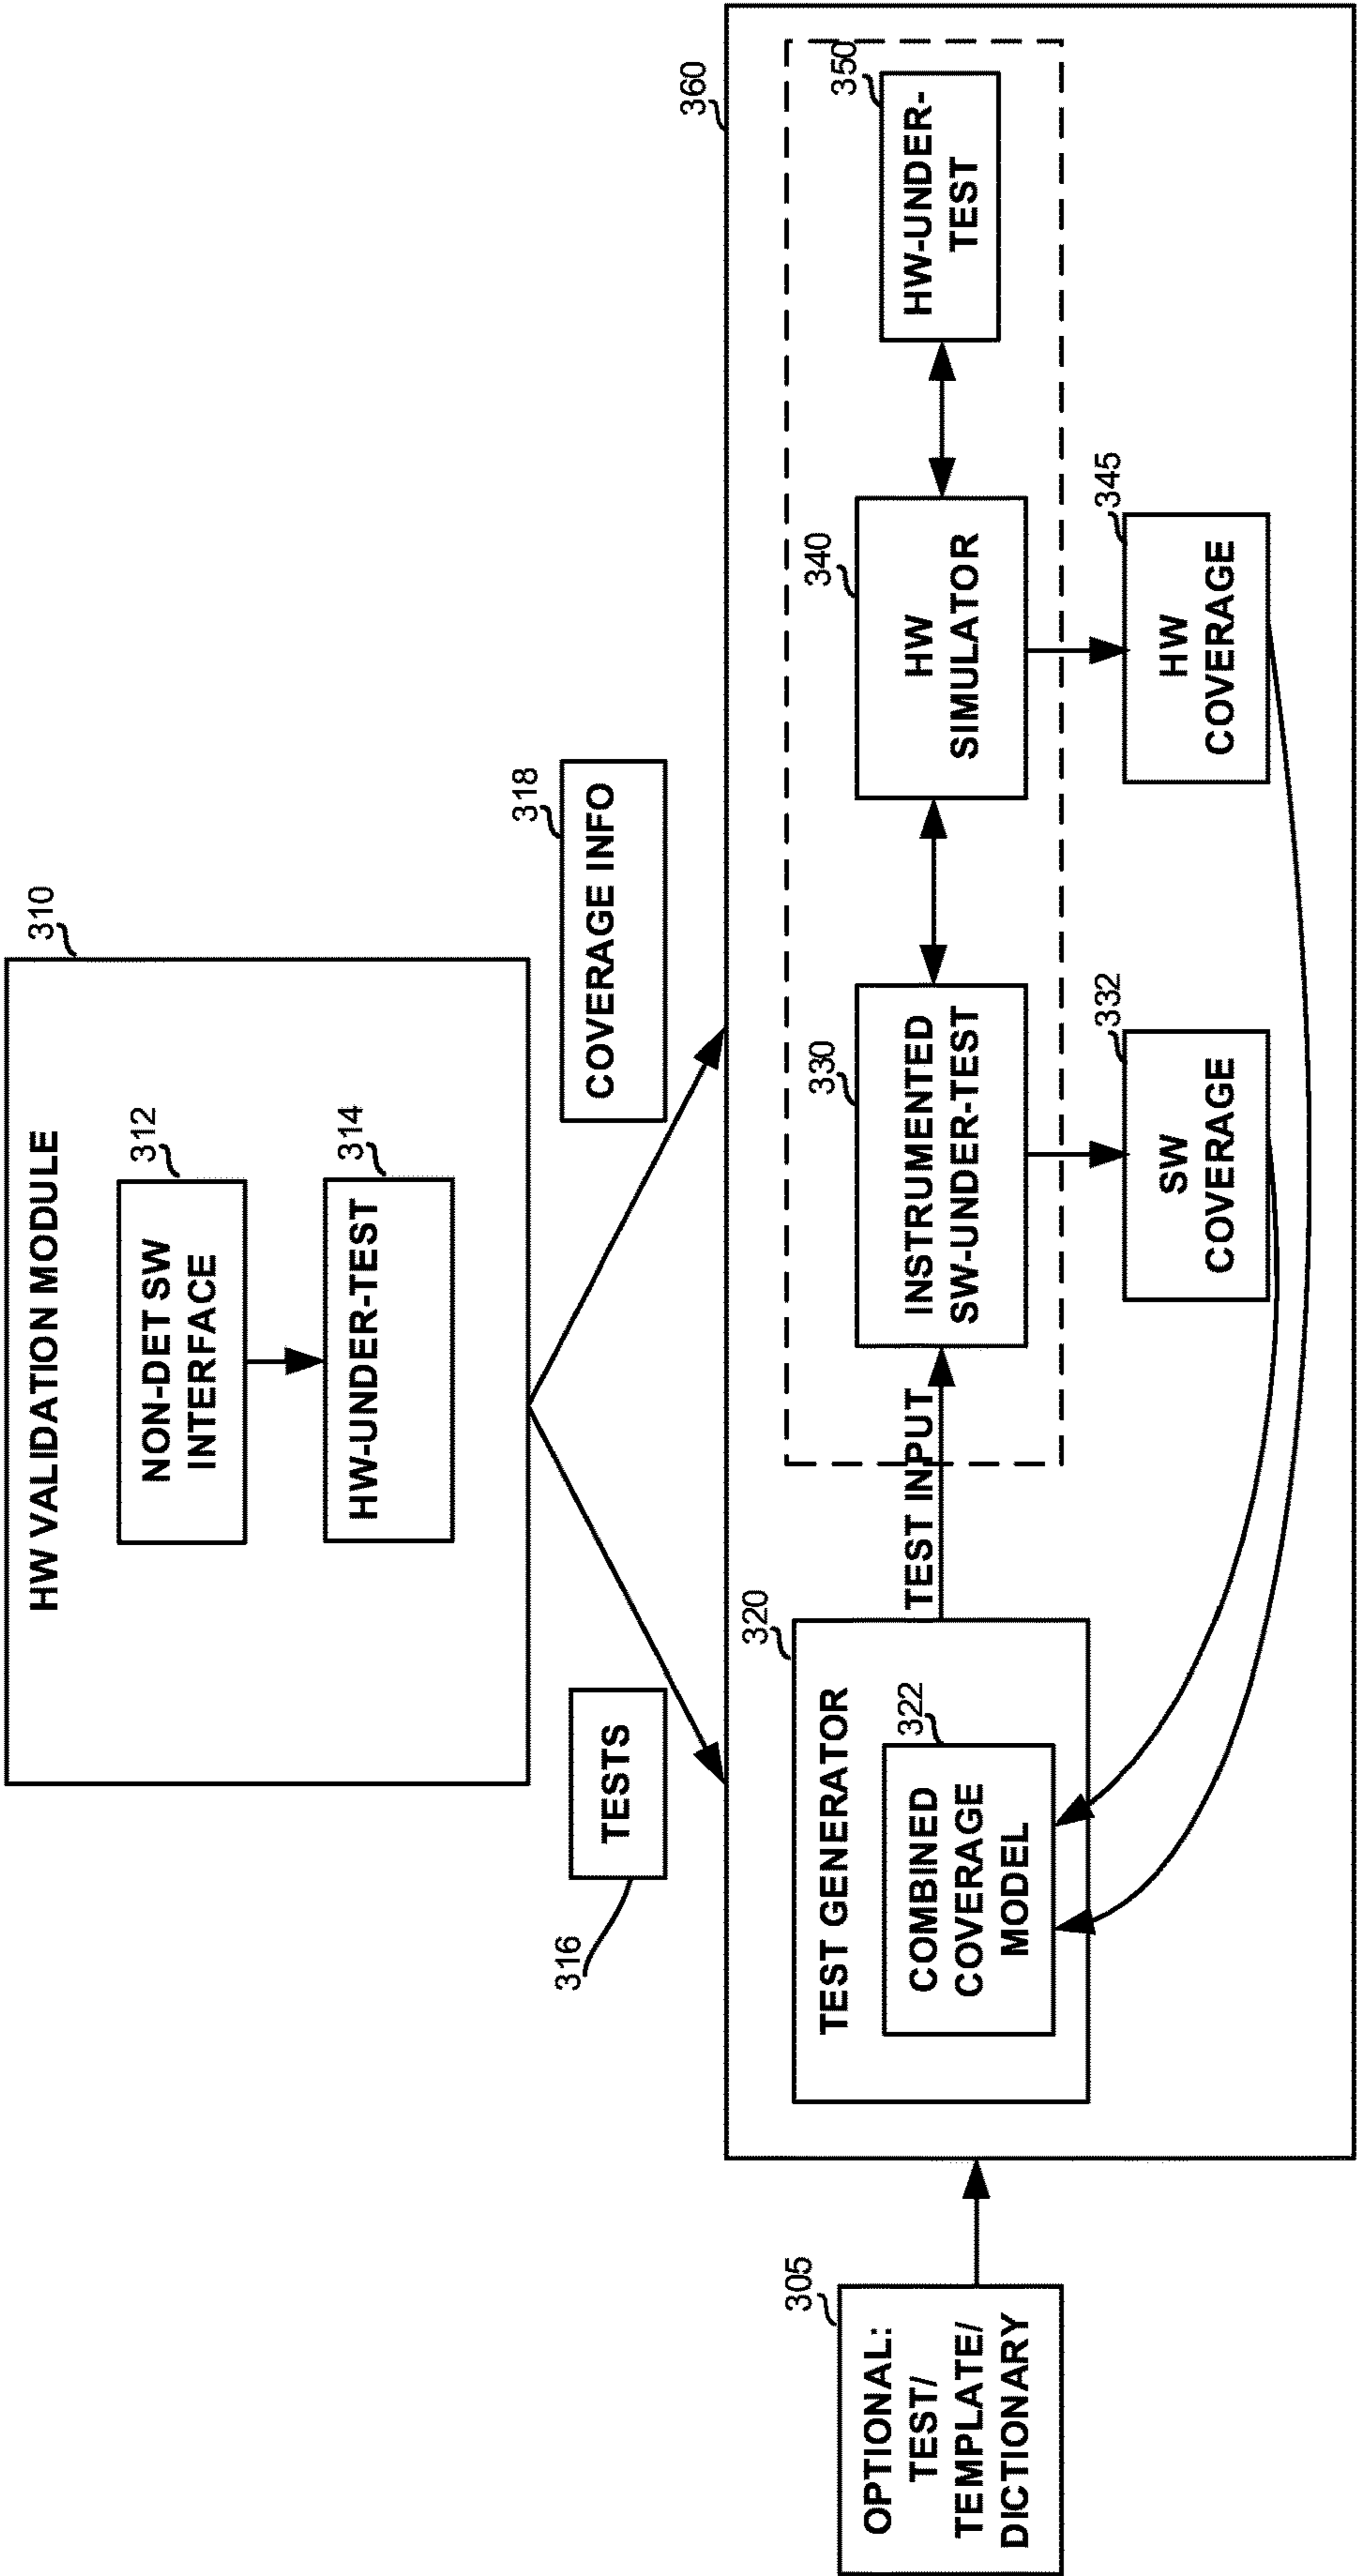 310
HW VALIDATION MODULE
312
NON-DET SW
INTERFACE
314
HW-UNDER-TEST
316
TESTS
318
COVERAGE INFO
360
305
OPTIONAL:
TEST/
TEMPLATE/
DICTIONARY
320
TEST GENERATOR
322
COMBINED
COVERAGE
MODEL
TEST INPUT
330
INSTRUMENTED
SW-UNDER-TEST
340
HW
SIMULATOR
350
HW-UNDER-
TEST
332
SW
COVERAGE
345
HW
COVERAGE